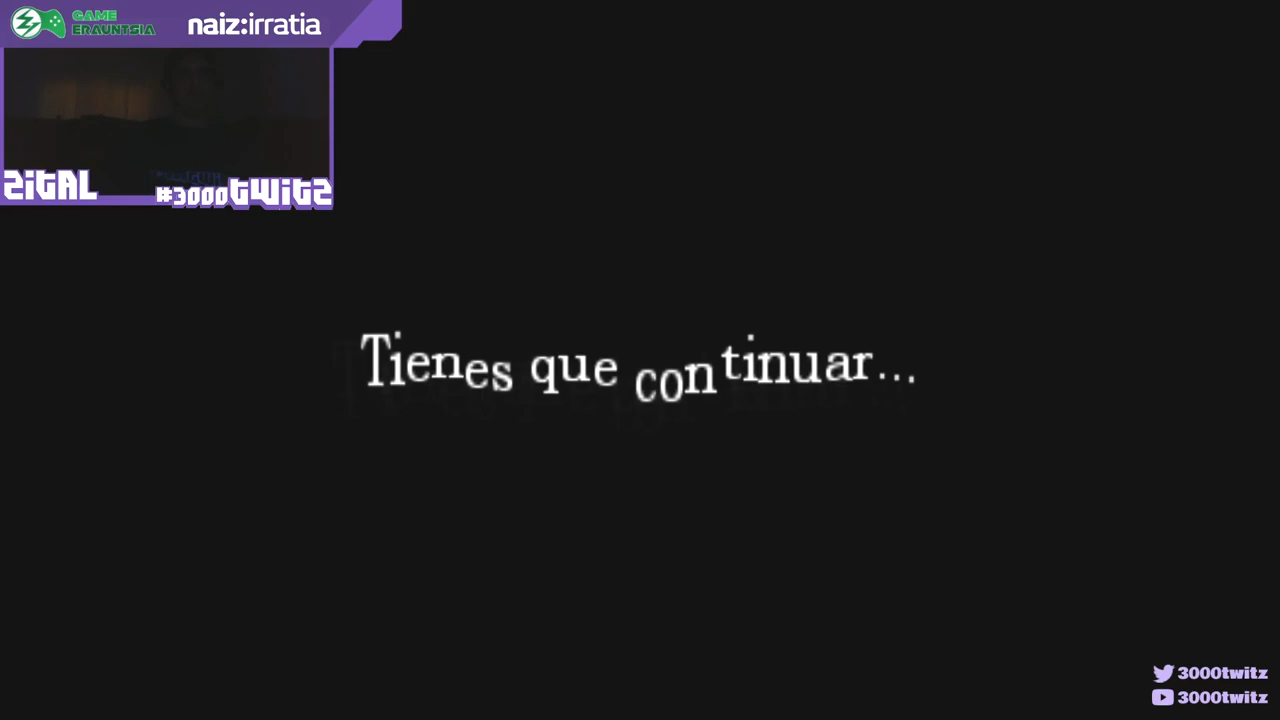 GAME
ERAUNTSIA
naiz:irratia
ZITAL
#3000TWITZ
Tienes que continuar...
3000twitz
3000twitz